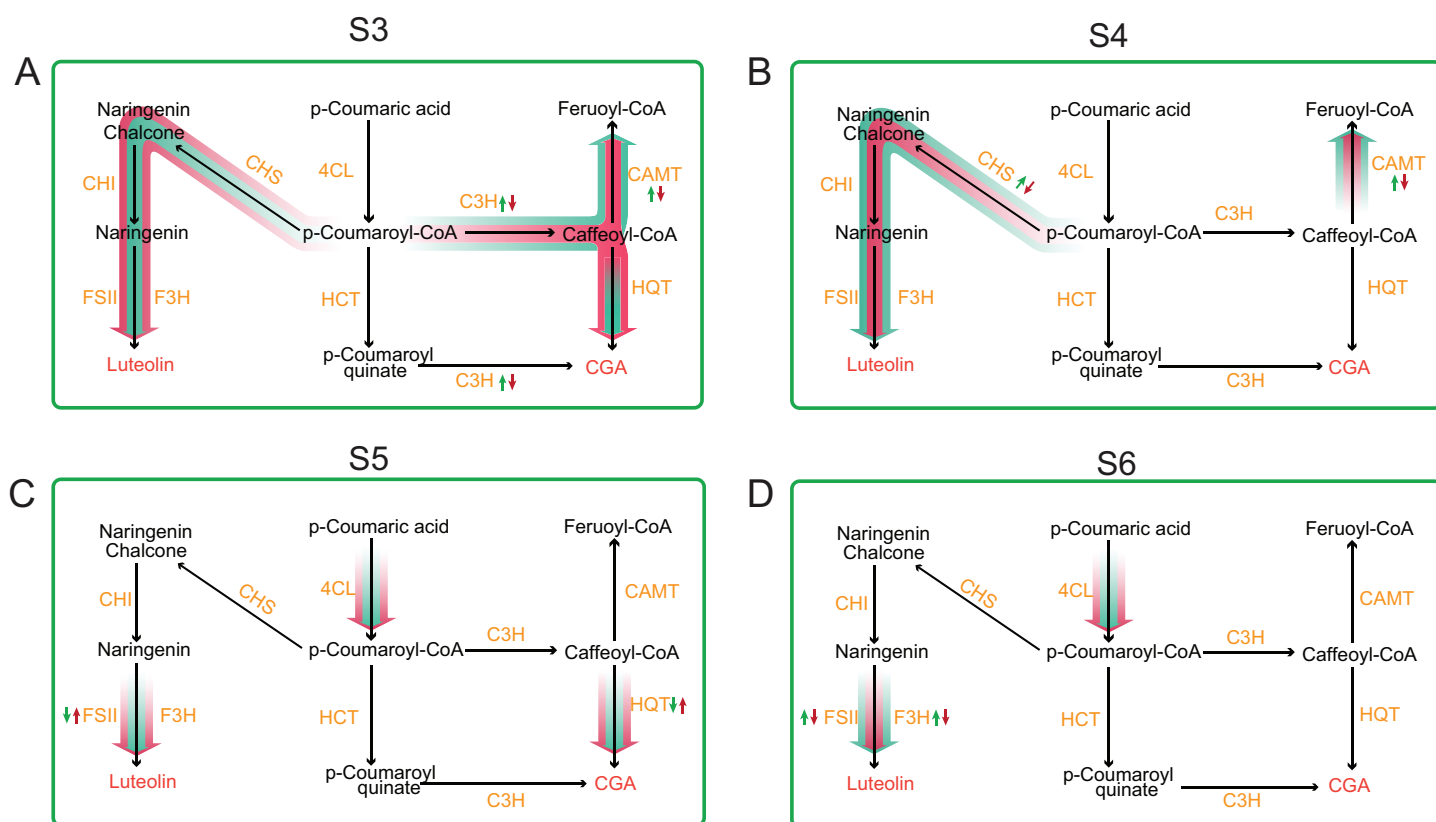 S3
A
Naringenin
Chalcone
p-Coumaric acid
Feruoyl-CoA
CHI
CHS
4CL
C3H
CAMT
Naringenin
p-Coumaroyl-CoA
Caffeoyl-CoA
FSII
F3H
HCT
HQT
Luteolin
p-Coumaroyl
quinate
C3H
CGA
S4
B
Naringenin
Chalcone
p-Coumaric acid
Feruoyl-CoA
CHI
CHS
4CL
C3H
CAMT
Naringenin
p-Coumaroyl-CoA
Caffeoyl-CoA
FSII
F3H
HCT
HQT
Luteolin
p-Coumaroyl
quinate
C3H
CGA
S5
C
Naringenin
Chalcone
p-Coumaric acid
Feruoyl-CoA
CHI
CHS
4CL
C3H
CAMT
Naringenin
p-Coumaroyl-CoA
Caffeoyl-CoA
FSII
F3H
HCT
HQT
Luteolin
p-Coumaroyl
quinate
C3H
CGA
S6
D
Naringenin
Chalcone
p-Coumaric acid
Feruoyl-CoA
CHI
CHS
4CL
C3H
CAMT
Naringenin
p-Coumaroyl-CoA
Caffeoyl-CoA
FSII
F3H
HCT
HQT
Luteolin
p-Coumaroyl
quinate
C3H
CGA